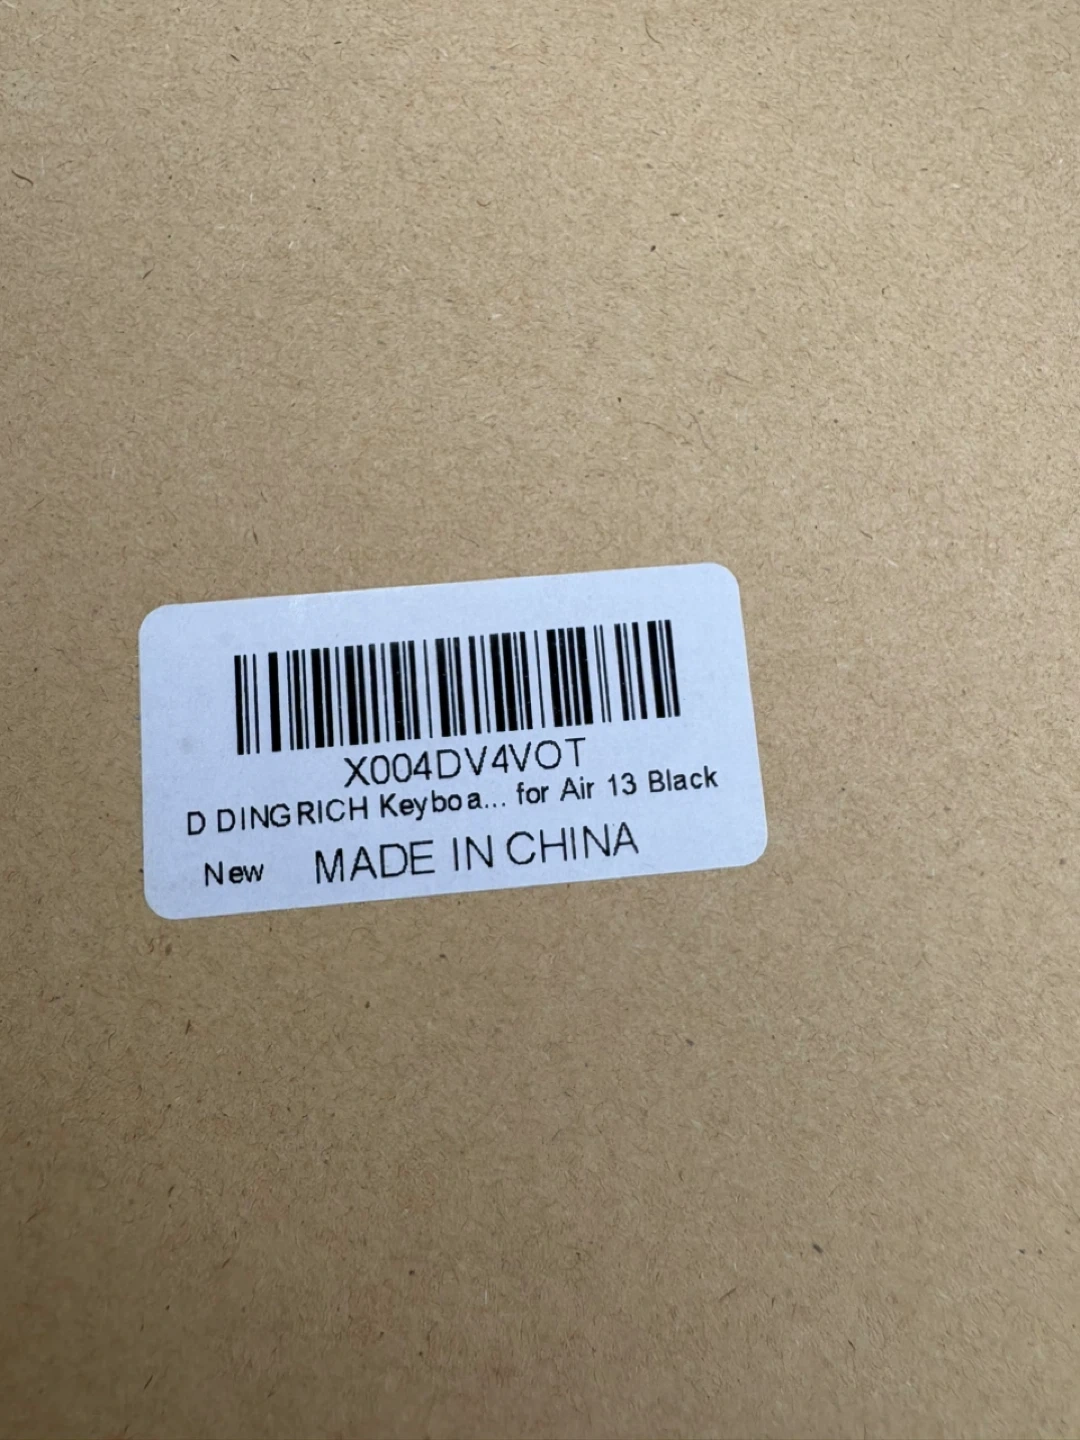 X004DV4VOT
D DINGRICH Keyboa... for Air 13 Black
New MADE IN CHINA